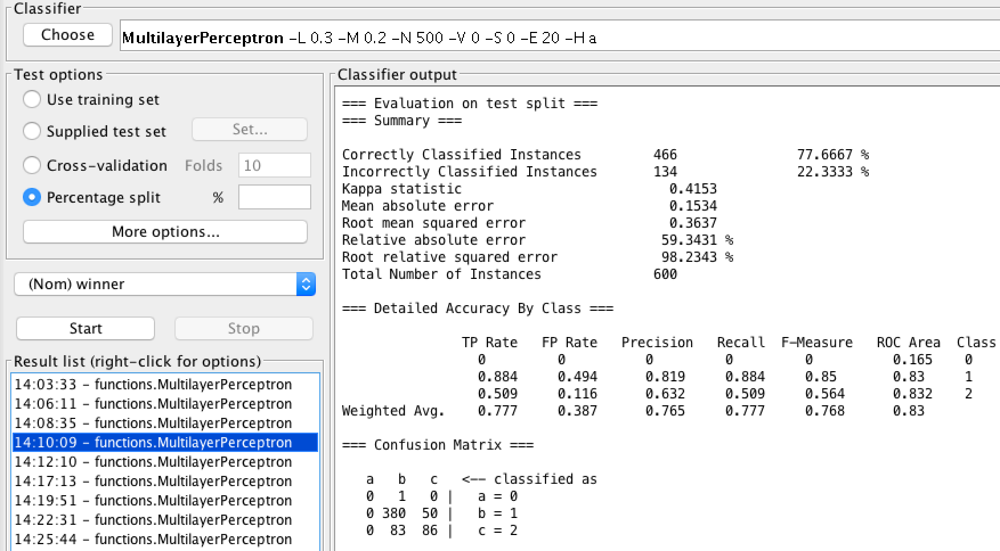 Classifier
Choose
MultilayerPerceptron -L 0.3 -M 0.2 -N 500 -V 0 -S 0 -E 20 -H a
Test options
Use training set
Supplied test set Set...
Cross-validation Folds 10
Percentage split %
More options...
(Nom) winner
Start Stop
Result list (right-click for options)
14:03:33 - functions.MultilayerPerceptron
14:06:11 - functions.MultilayerPerceptron
14:08:35 - functions.MultilayerPerceptron
14:10:09 - functions.MultilayerPerceptron
14:12:10 - functions.MultilayerPerceptron
14:17:13 - functions.MultilayerPerceptron
14:19:51 - functions.MultilayerPerceptron
14:22:31 - functions.MultilayerPerceptron
14:25:44 - functions.MultilayerPerceptron
Classifier output
=== Evaluation on test split ===
=== Summary ===
Correctly Classified Instances 466 77.6667 %
Incorrectly Classified Instances 134 22.3333 %
Kappa statistic 0.4153
Mean absolute error 0.1534
Root mean squared error 0.3637
Relative absolute error 59.3431 %
Root relative squared error 98.2343 %
Total Number of Instances 600
=== Detailed Accuracy By Class ===
TP Rate FP Rate Precision Recall F-Measure ROC Area Class
0 0 0 0 0 0.165 0
0.884 0.494 0.819 0.884 0.85 0.83 1
0.509 0.116 0.632 0.509 0.564 0.832 2
Weighted Avg. 0.777 0.387 0.765 0.777 0.768 0.83
=== Confusion Matrix ===
a b c <-- classified as
0 1 0 | a = 0
0 380 50 | b = 1
0 83 86 | c = 2